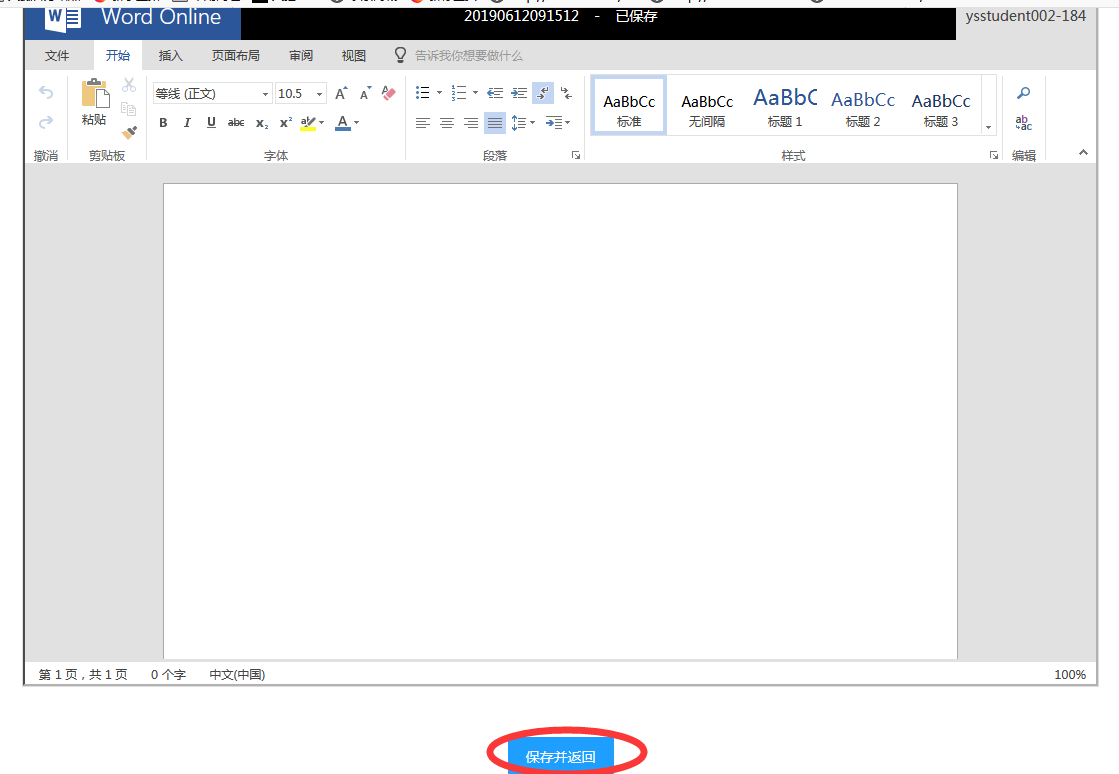 Word Online
20190612091512 - 已保存
ysstudent002-184
文件 开始 插入 页面布局 审阅 视图 告诉我你想要做什么
粘贴
等线 (正文) 10.5
B I U abc x₂ x² aby A
AaBbCc AaBbCc AaBbC AaBbCc AaBbCc
标准 无间隔 标题 1 标题 2 标题 3
ab
ac
撤消 剪贴板 字体 段落 样式 编辑
第 1 页 , 共 1 页 0 个字 中文(中国) 100%
保存并返回